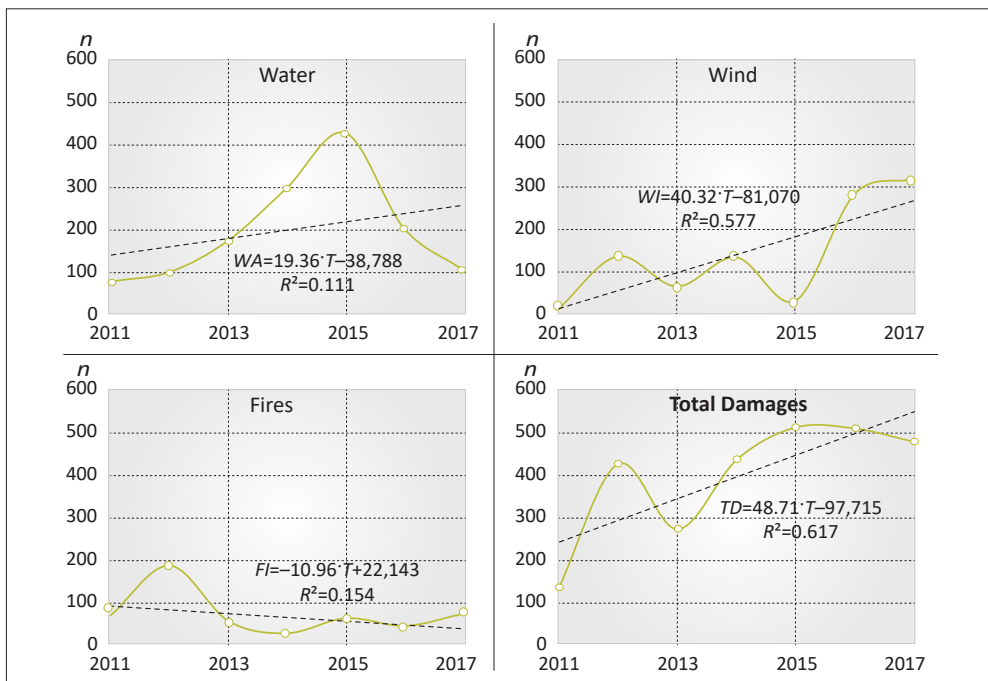 n
Water
600
500
400
300
200
100
0
WA=19.36·T–38,788
R²=0.111
2011 2013 2015 2017
n
Wind
600
500
400
300
200
100
0
WI=40.32·T–81,070
R²=0.577
2011 2013 2015 2017
n
Fires
600
500
400
300
200
100
0
FI=–10.96·T+22,143
R²=0.154
2011 2013 2015 2017
n
Total Damages
600
500
400
300
200
100
0
TD=48.71·T–97,715
R²=0.617
2011 2013 2015 2017